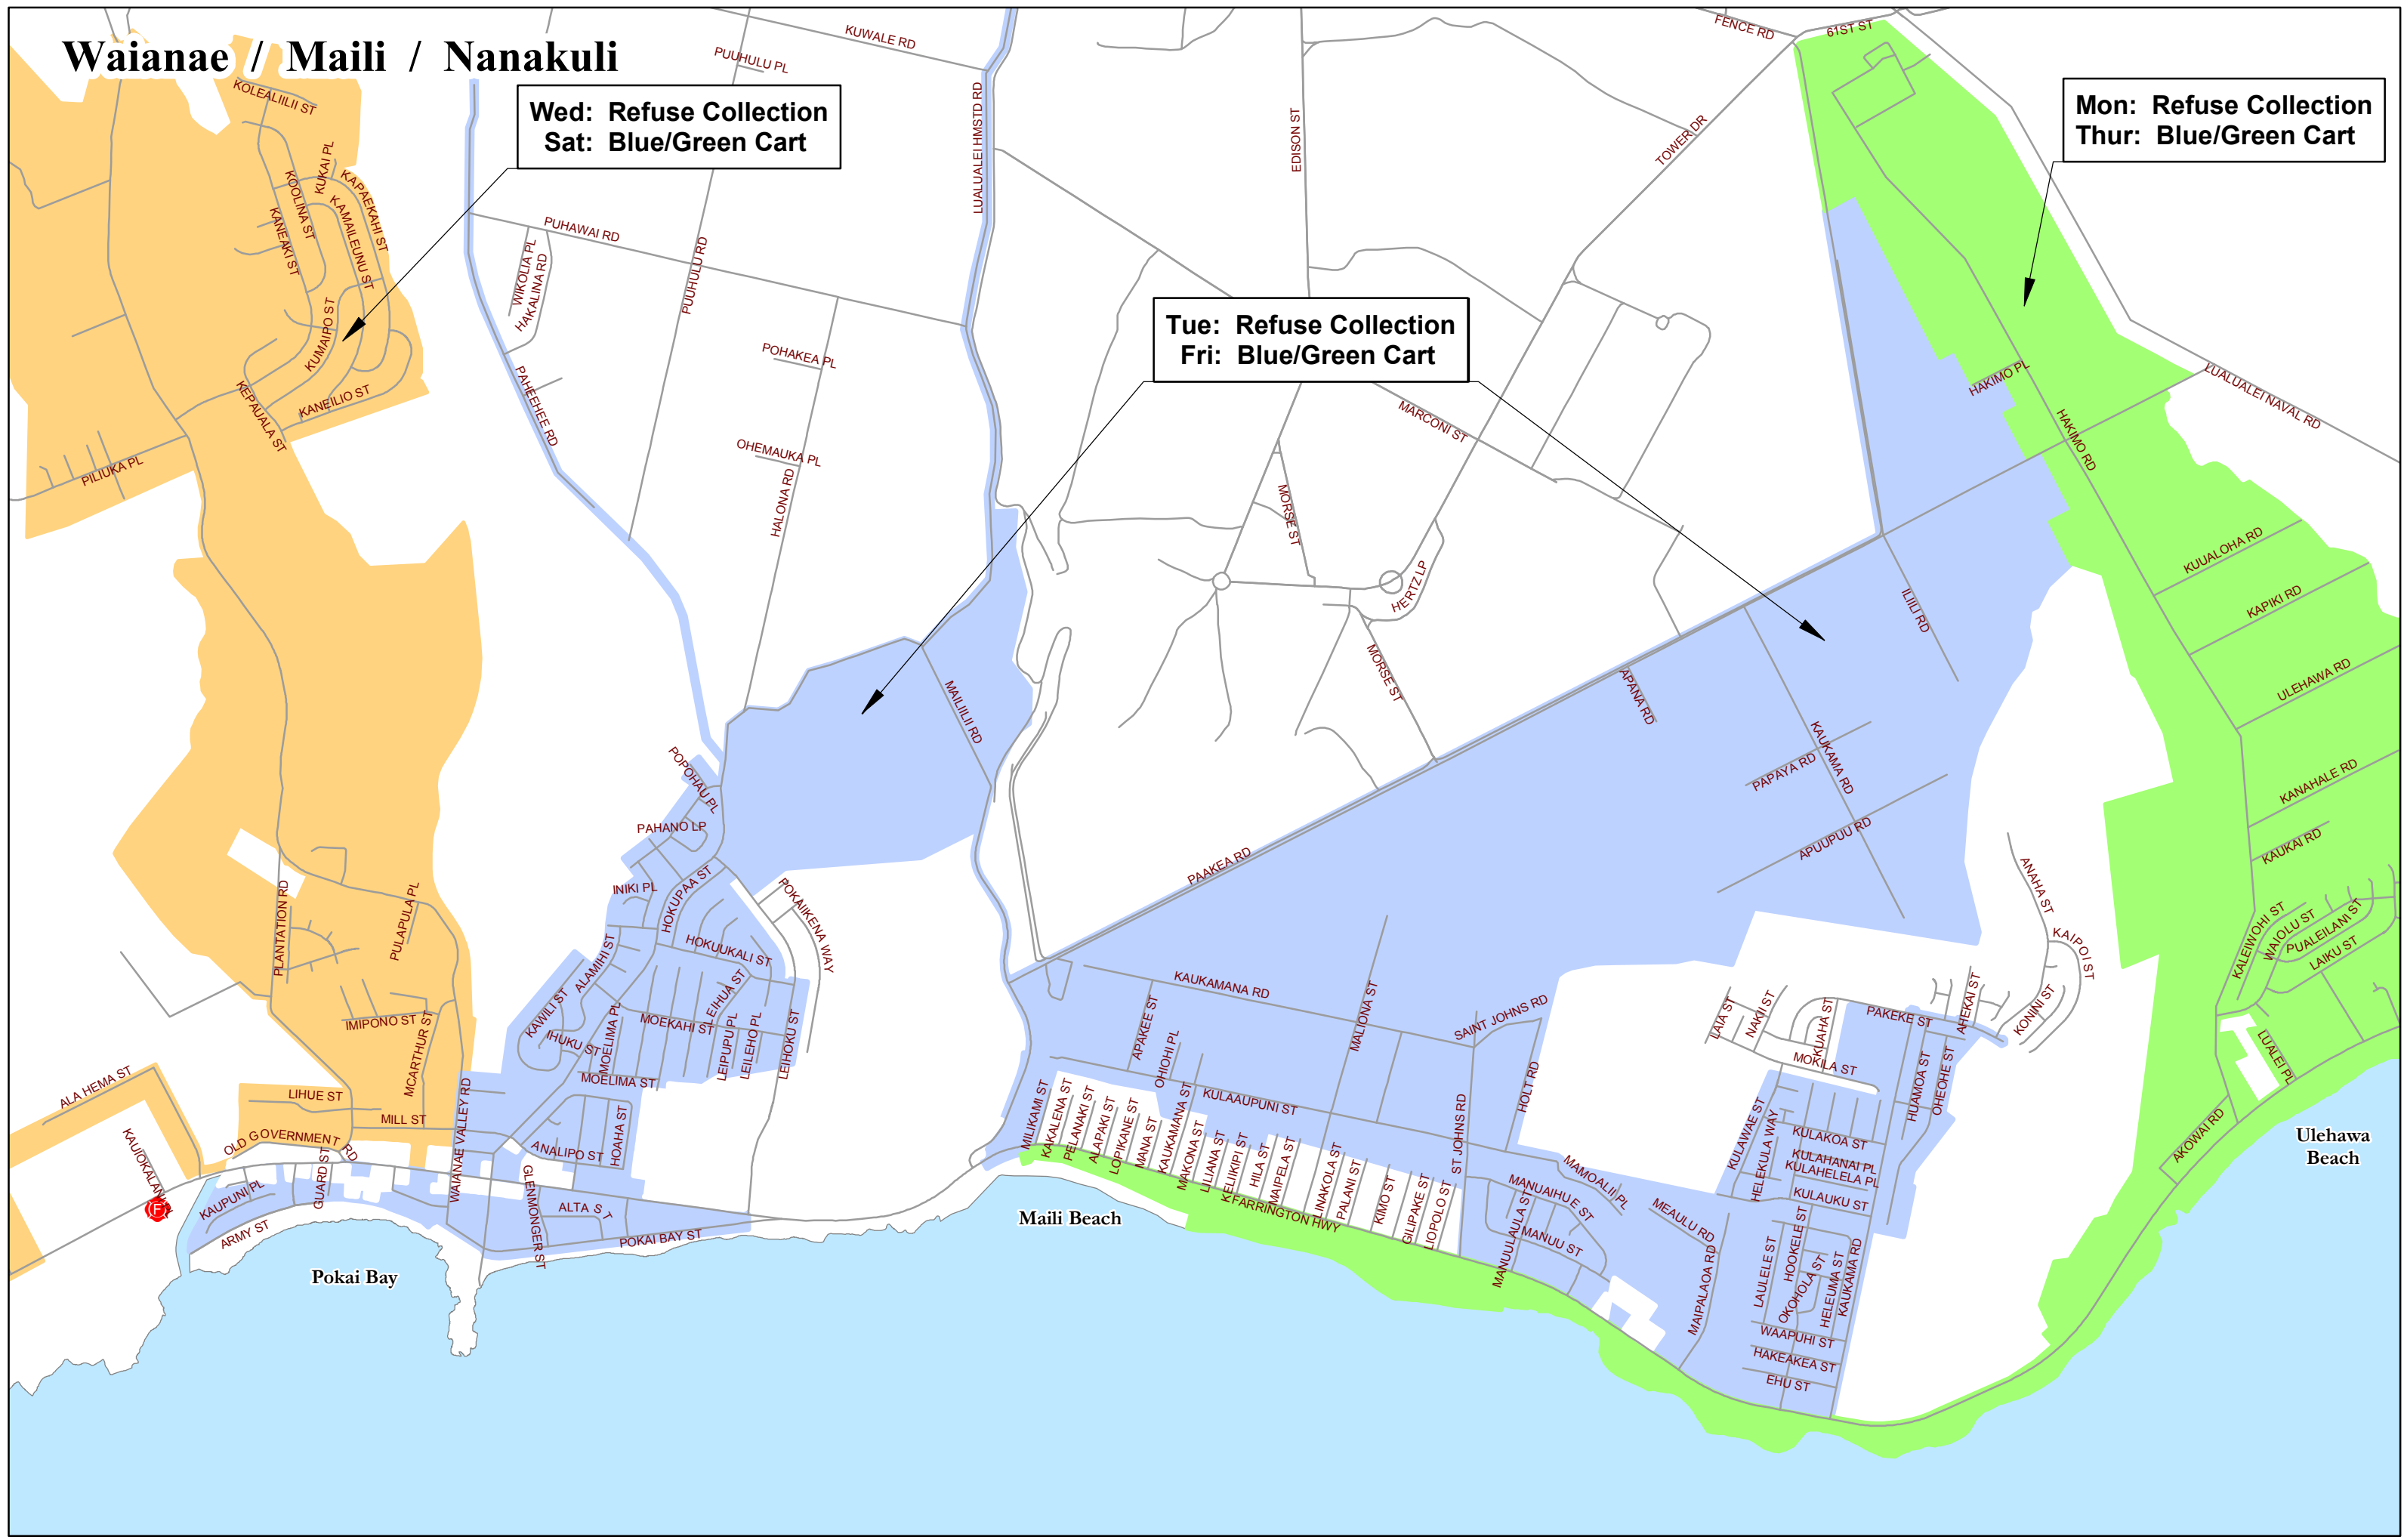 Waianae / Maili / Nanakuli
Wed: Refuse Collection
Sat: Blue/Green Cart
Mon: Refuse Collection
Thur: Blue/Green Cart
Tue: Refuse Collection
Fri: Blue/Green Cart
KUWALE RD
PUUHULU PL
FENCE RD
61ST ST
KOLEALIILII ST
LUALUALEI HMSTD RD
EDISON ST
TOWER DR
KUKAI PL
KAPAEKAHI ST
KOOLINA ST
KAMAILEUNU ST
KANEAKI ST
PUHAWAI RD
WIKOLIA PL
HAKALINA RD
PUUHULU RD
KUMAIPO ST
KEPAUALA ST
KANEILIO ST
PAHEEHEE RD
POHAKEA PL
OHEMAUKA PL
HALONA RD
PILIUKA PL
MARCONI ST
MORSE ST
HERTZ LP
MORSE ST
HAKIMO PL
HAKIMO RD
LUALUALEI NAVAL RD
KUUALOHA RD
KAPIKI RD
ILIILI RD
ULEHAWA RD
APANA RD
KAUKAMA RD
PAPAYA RD
APUUPUU RD
KANAHALE RD
KAUKAI RD
MAILIILII RD
POPOHAU PL
PAHANO LP
INIKI PL
HOKUPAA ST
POKAIIKENA WAY
PAAKEA RD
PLANTATION RD
PULAPULA PL
ALAMIHI ST
HOKUUKALI ST
LEIHUA ST
KAWILI ST
IHUKU ST
MOELIMA PL
MOEKAHI ST
LEIPUPU PL
LEILEHO PL
LEIHOKU ST
MOELIMA ST
IMIPONO ST
MCARTHUR ST
ALA HEMA ST
LIHUE ST
MILL ST
WAIANAE VALLEY RD
OLD GOVERNMENT RD
KAUIOKALANI PL
F
KAUPUNI PL
GUARD ST
ARMY ST
ANALIPO ST
HOAHA ST
GLENMONGER ST
ALTA ST
POKAI BAY ST
Pokai Bay
Maili Beach
KAUKAMANA RD
APAKEE ST
OHIOHI PL
MALIONA ST
SAINT JOHNS RD
HOLT RD
KULAAUPUNI ST
ST JOHNS RD
MILIKAMI ST
KAKALENA ST
PELANAKI ST
ALAPAKI ST
LOPIKANE ST
MANA ST
KAUKAMANA ST
MAKONA ST
LILIANA ST
KELIIKIPI ST
HILA ST
MAIPELA ST
LINAKOLA ST
PALANI ST
KIMO ST
GILIPAKE ST
LIOPOLO ST
FARRINGTON HWY
MAMOALII PL
MANUAIHUE ST
MANUULAULA ST
MANUU ST
MEAULU RD
MAIPALAOA RD
LAIA ST
NAKII ST
KUAHA ST
MOKILA ST
PAKEKE ST
AHEKAI ST
KONINI ST
ANAHA ST
KAIPOI ST
HUAMOA ST
OHEOHE ST
KULAWAE ST
HELEKULA WAY
KULAKOA ST
KULAHANAI PL
KULAHELELA PL
KULAUKU ST
LAULELE ST
HOOKELE ST
OKOHOLA ST
HELEUMA ST
KAUKAMA RD
WAAPUHI ST
HAKEAKEA ST
EHU ST
KALEIWOHI ST
WAIOLU ST
PUALEILANI ST
LAIKU ST
LUALEI PL
AKOWAI RD
Ulehawa
Beach